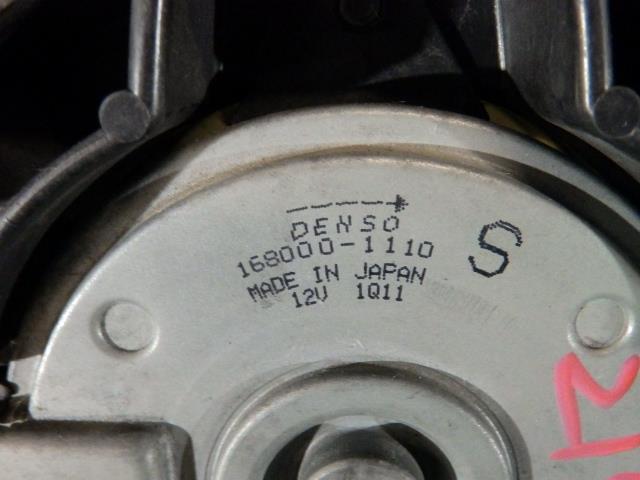 DENSO
168000-1110
S
MADE IN JAPAN
12V 1Q11